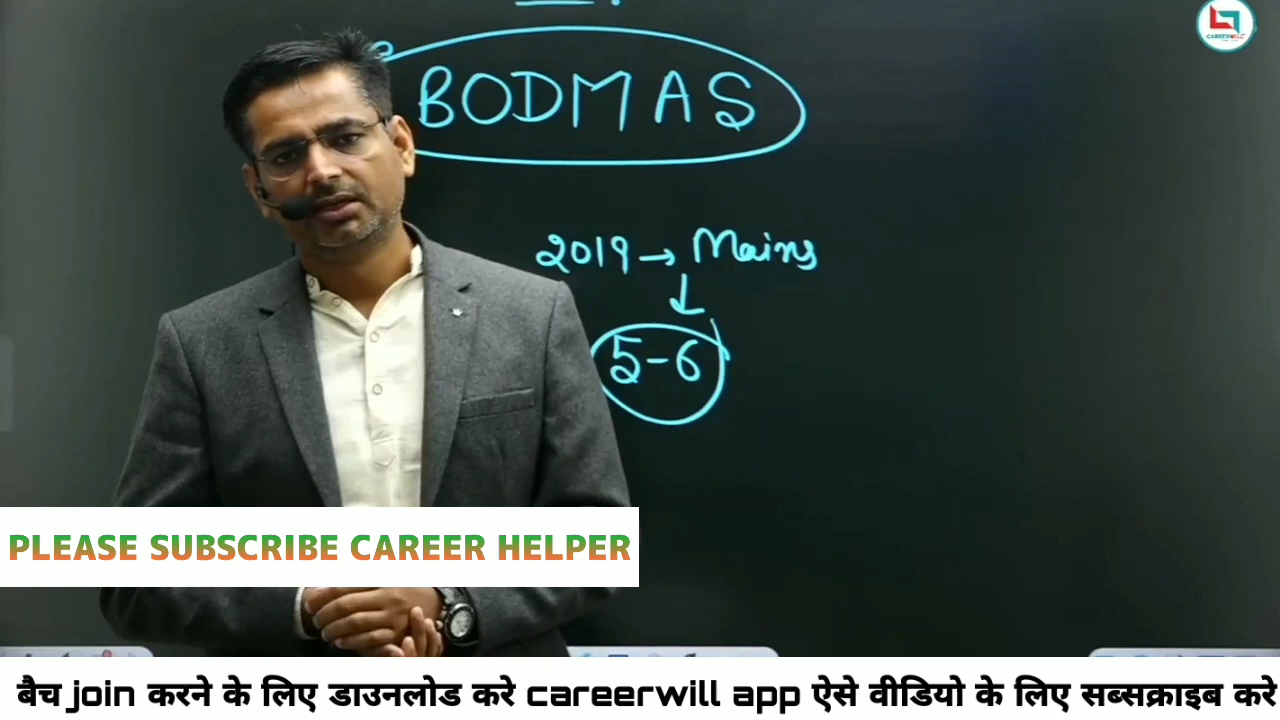 CAREERWILL
BODMAS
2019 → Mains
5-6
PLEASE SUBSCRIBE CAREER HELPER
बैच join करने के लिए डाउनलोड करे careerwill app ऐसे वीडियो के लिए सब्सक्राइब करे